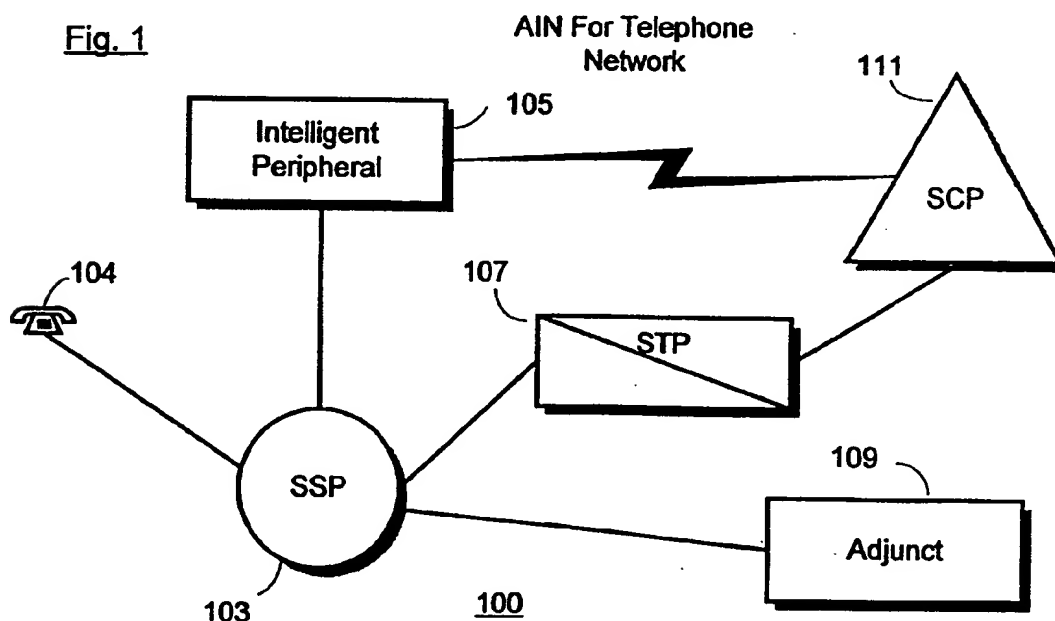 Fig. 1
AIN For Telephone
Network
111
105
Intelligent
Peripheral
SCP
104
107
STP
109
SSP
Adjunct
103
100